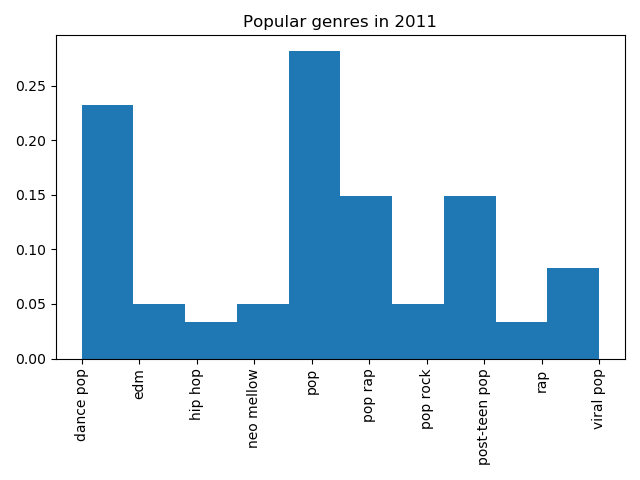 Popular genres in 2011
0.25
0.20
0.15
0.10
0.05
0.00
dance pop
edm
hip hop
neo mellow
pop
pop rap
pop rock
post-teen pop
rap
viral pop